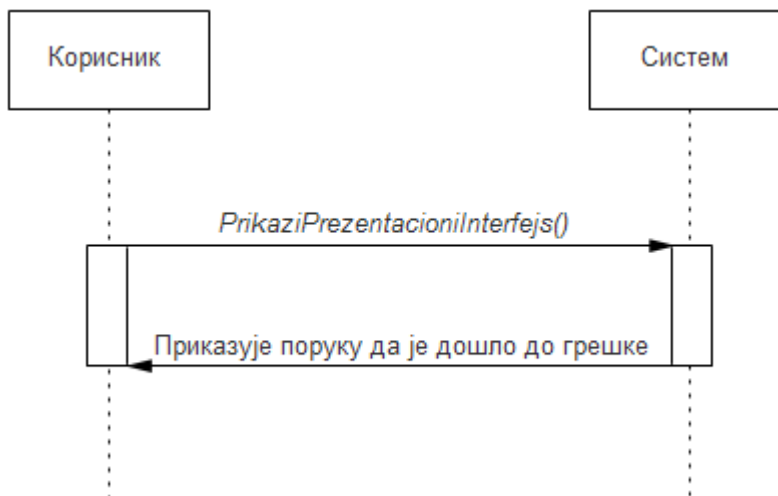 Корисник
Систем
PrikaziPrezentacioniInterfejs()
Приказује поруку да је дошло до грешке